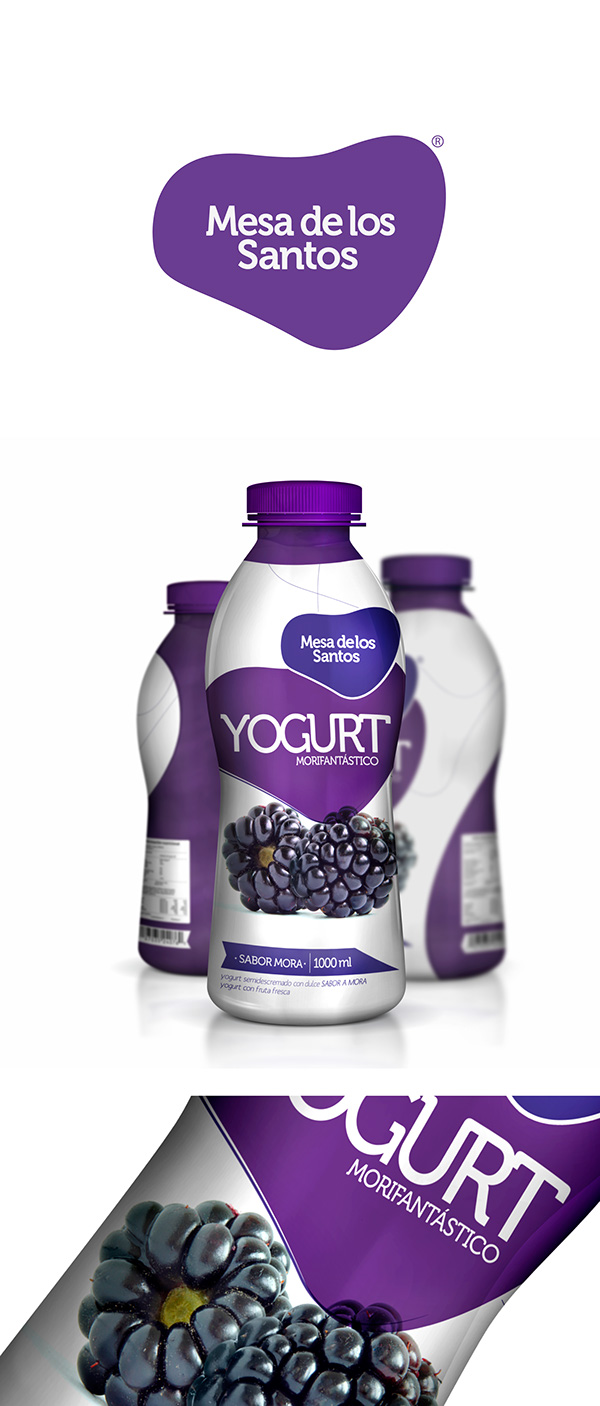 ®
Mesa de los
Santos
Mesa de los
Santos
YOGURT
MORIFANTÁSTICO
· SABOR MORA · | 1000 ml
yogurt semidescremado con dulce SABOR A MORA
yogurt con fruta fresca
OGURT
MORIFANTÁSTICO